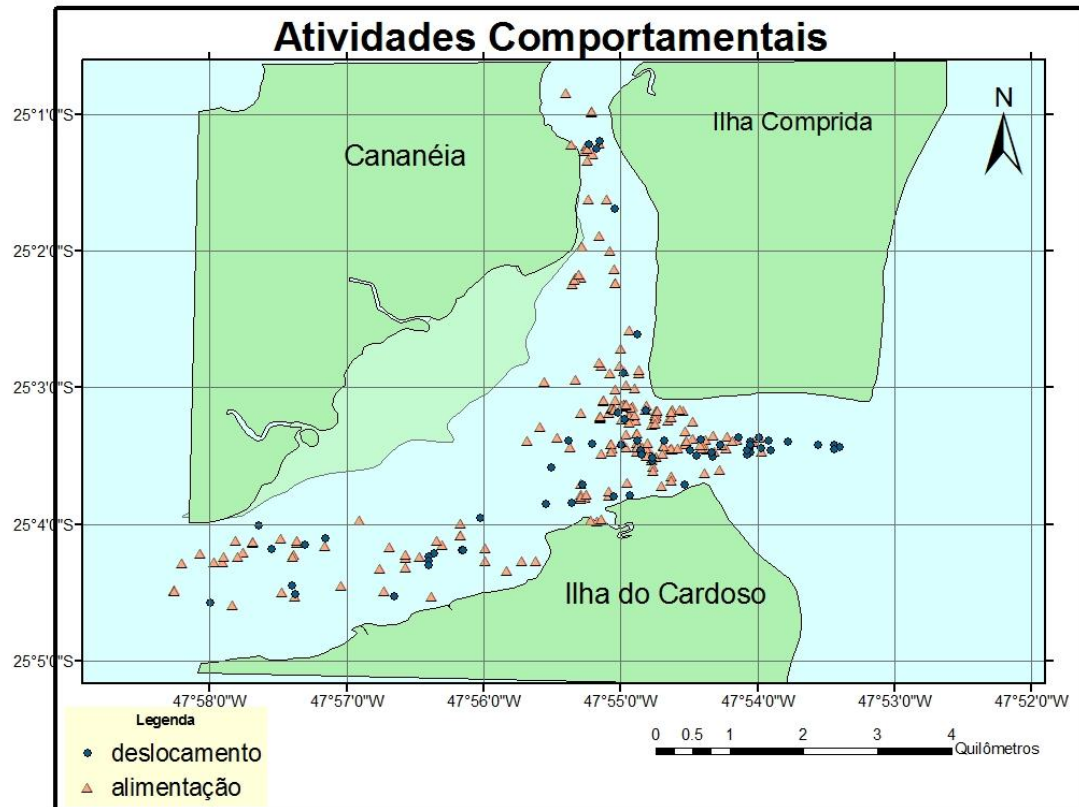 Atividades Comportamentais
25°1'0"S
25°2'0"S
25°3'0"S
25°4'0"S
25°5'0"S
Cananéia
Ilha Comprida
N
Ilha do Cardoso
47°58'0"W
47°57'0"W
47°56'0"W
47°55'0"W
47°54'0"W
47°53'0"W
47°52'0"W
Legenda
deslocamento
alimentação
0 0.5 1 2 3 4
Quilômetros